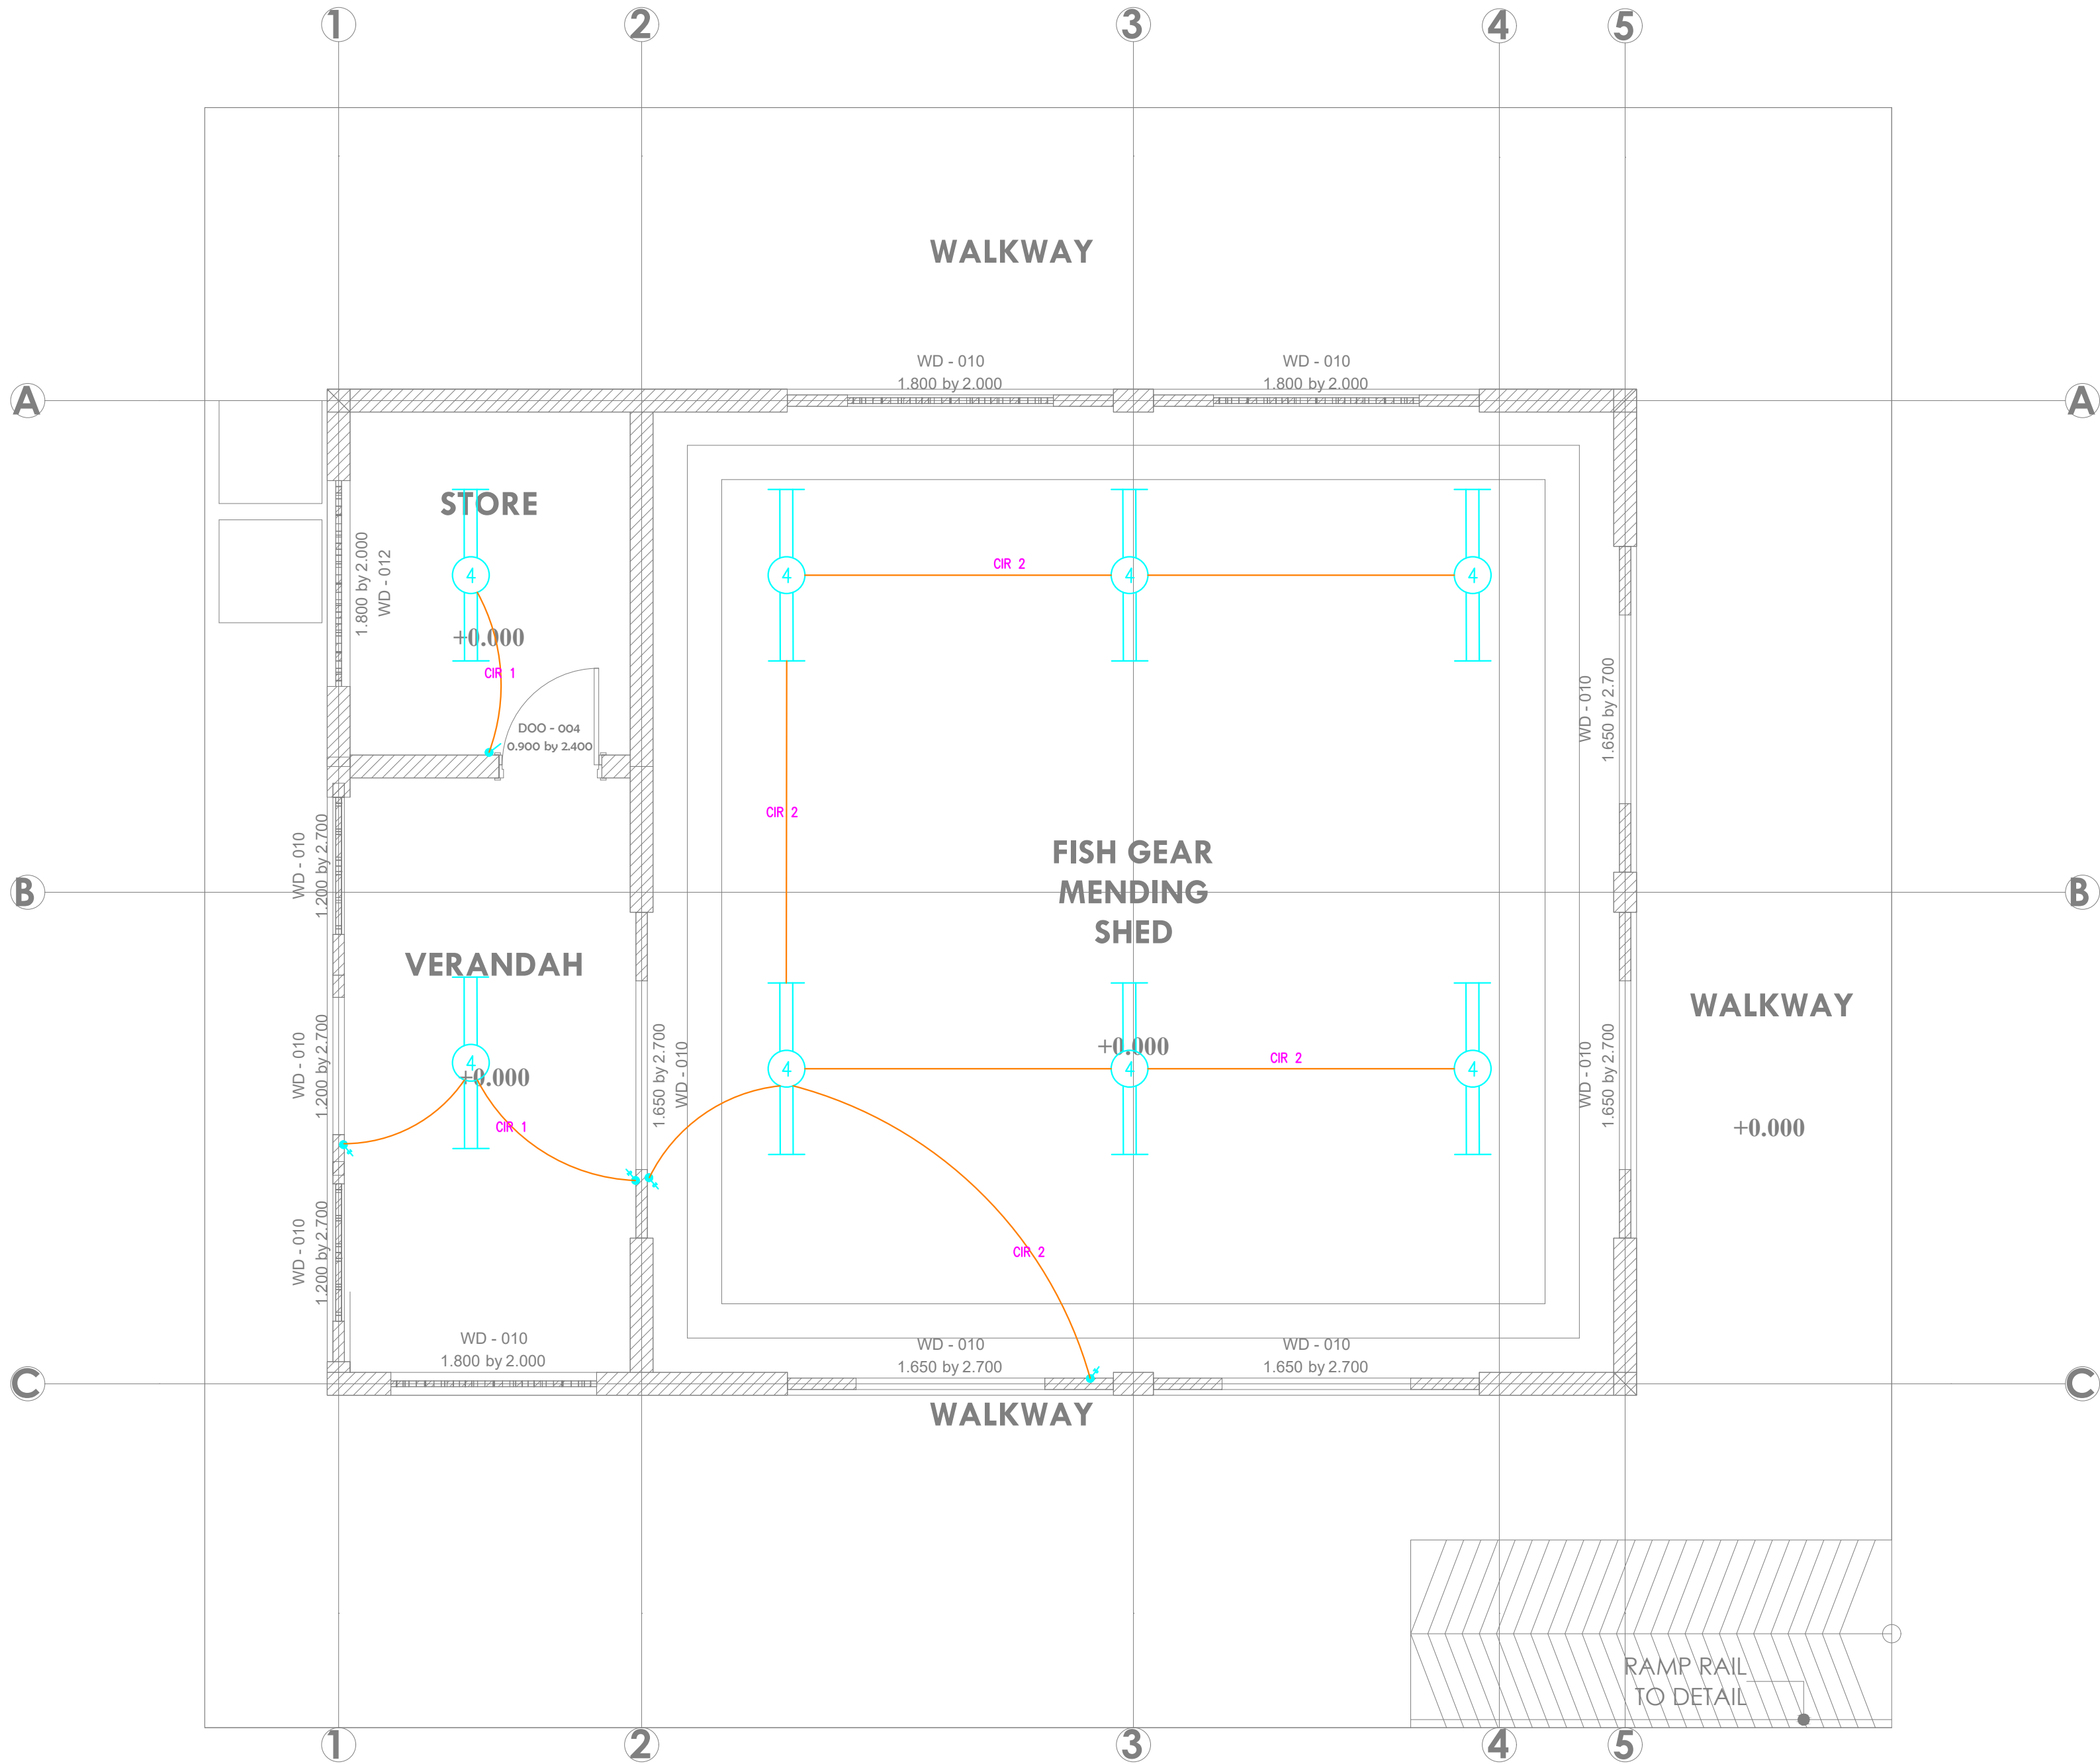 1
2
3
4
5
WALKWAY
WD - 010
1.800 by 2.000
WD - 010
1.800 by 2.000
A
A
STORE
1.800 by 2.000
WD - 012
CIR 2
4
4
4
4
+0.000
CIR 1
DOO - 004
0.900 by 2.400
WD - 010
1.650 by 2.700
CIR 2
WD - 010
1.200 by 2.700
FISH GEAR
MENDING
SHED
B
B
VERANDAH
WALKWAY
WD - 010
1.200 by 2.700
4
+0.000
1.650 by 2.700
WD - 010
4
4
4
+0.000
CIR 2
WD - 010
1.650 by 2.700
CIR 1
+0.000
WD - 010
1.200 by 2.700
CIR 2
WD - 010
1.800 by 2.000
WD - 010
1.650 by 2.700
WD - 010
1.650 by 2.700
C
C
WALKWAY
RAMP RAIL
TO DETAIL
1
2
3
4
5